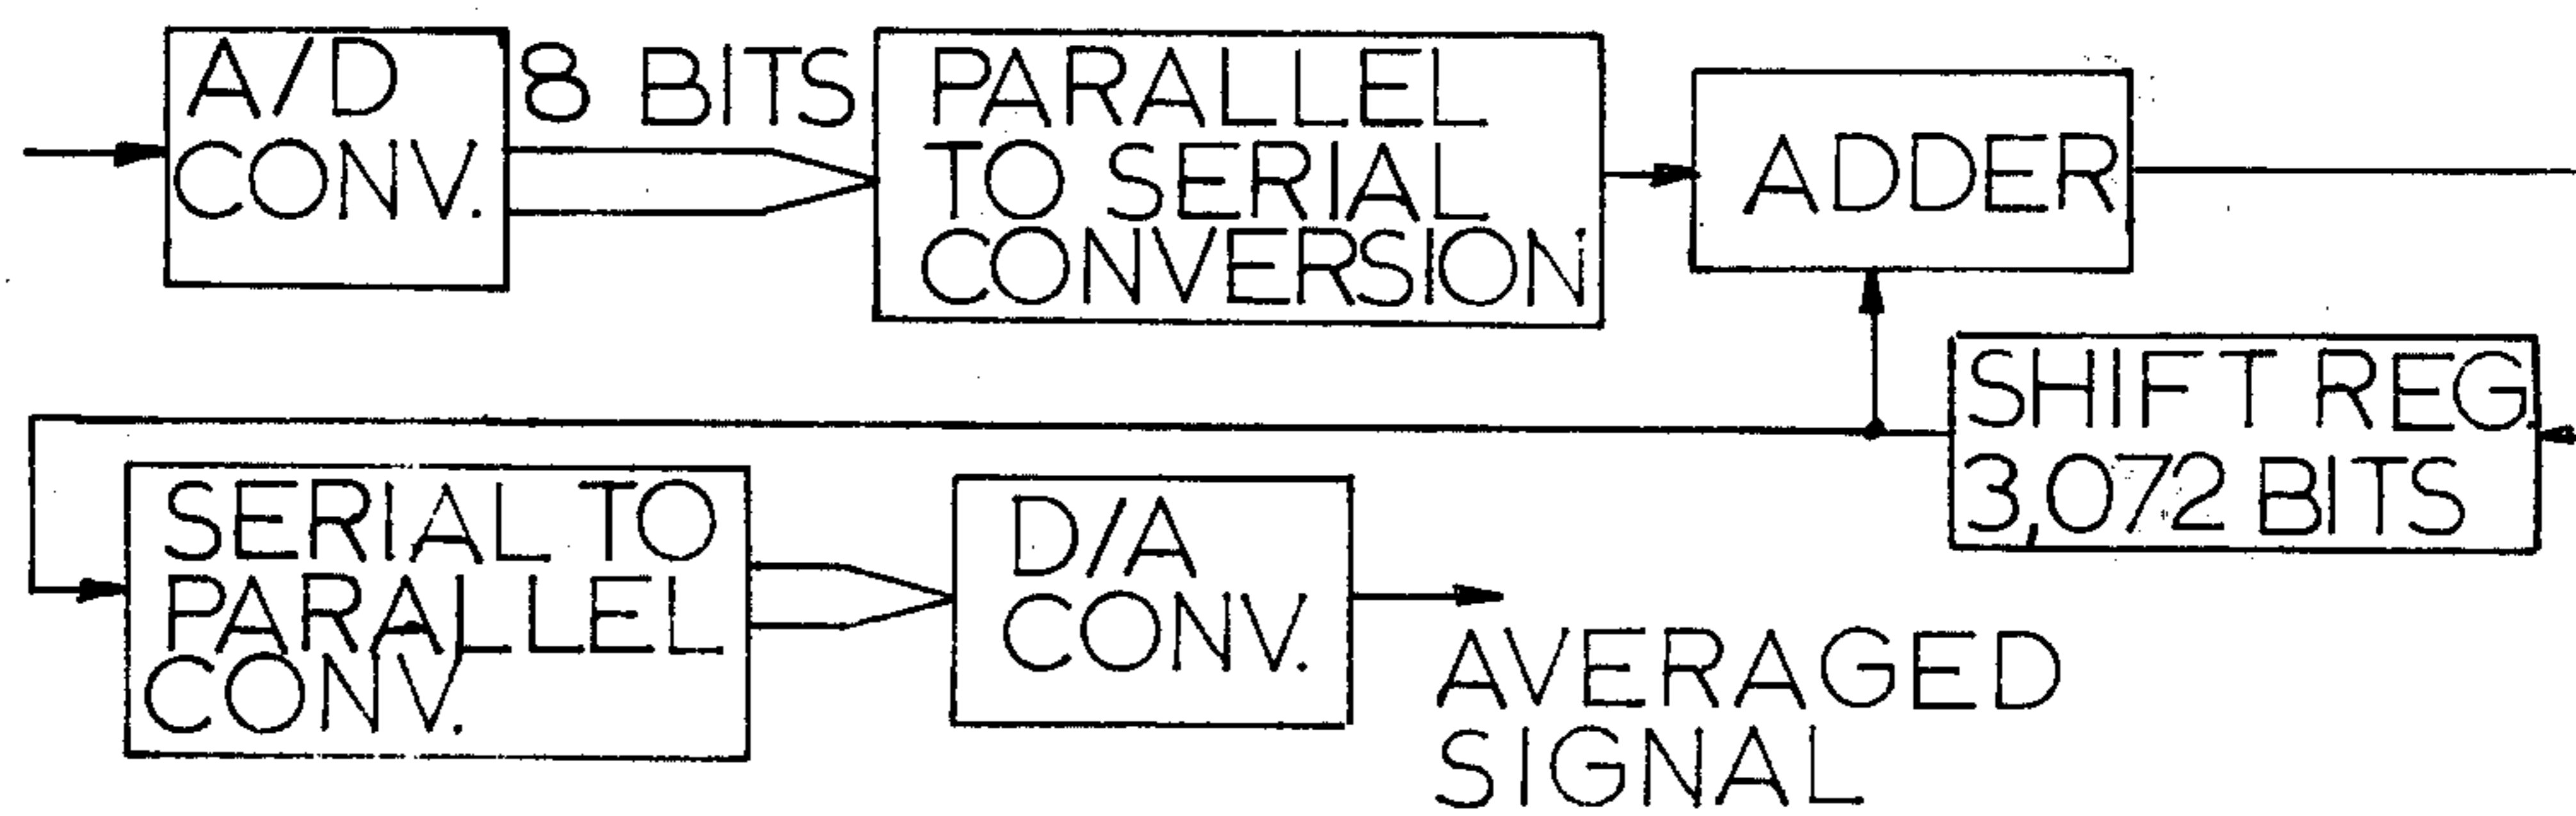 A/D
CONV.
8 BITS
PARALLEL
TO SERIAL
CONVERSION
ADDER
SHIFT REG.
3,072 BITS
SERIAL TO
PARALLEL
CONV.
D/A
CONV.
AVERAGED
SIGNAL